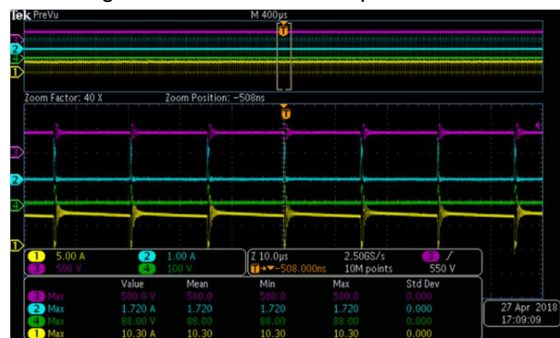 Tek PreVu M 400µs
Zoom Factor: 40 X Zoom Position: -508ns
1 5.00 A 2 1.00 A Z 10.0µs 2.50GS/s 3
3 500 V 4 100 V T→▼-508.000ns 10M points 550 V
Value Mean Min Max Std Dev
3 Max 580.0 V 580.0 580.0 580.0 0.000
2 Max 1.720 A 1.720 1.720 1.720 0.000
4 Max 88.00 V 88.00 88.00 88.00 0.000
1 Max 10.30 A 10.30 10.30 10.30 0.000
27 Apr 2018
17:09:09